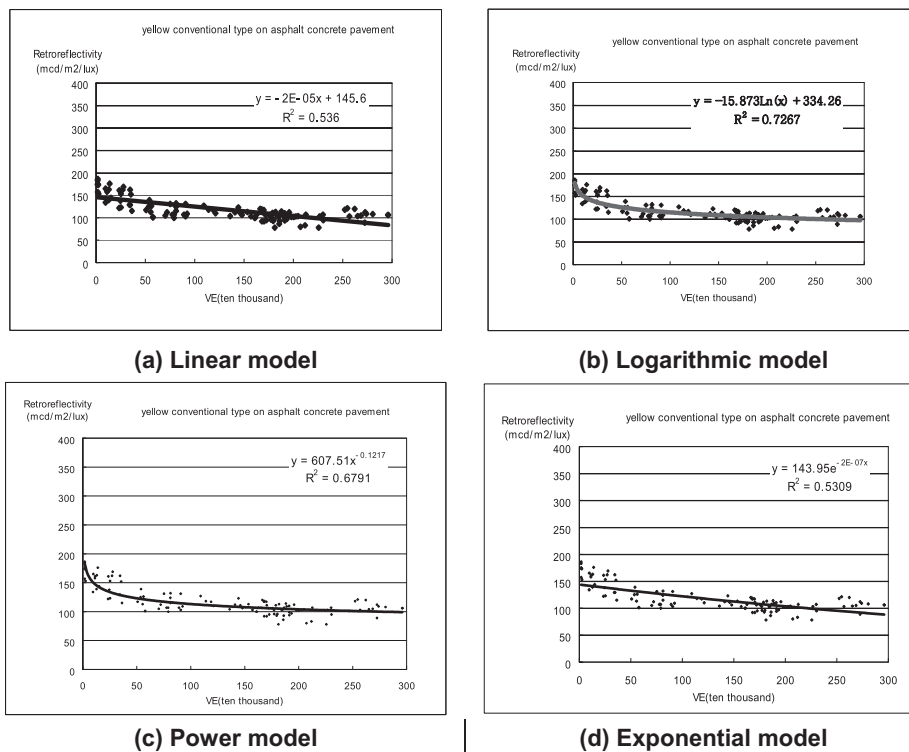 yellow conventional type on asphalt concrete pavement
Retroreflectivity
(mcd/m2/lux)
400
350
300
250
200
150
100
50
0
y = - 2E- 05x + 145.6
R2 = 0.536
0 50 100 150 200 250 300
VE(ten thousand)
(a) Linear model
yellow conventional type on asphalt concrete pavement
Retroreflectivity
(mcd/m2/lux)
400
350
300
250
200
150
100
50
0
y = -15.873Ln(x) + 334.26
R2 = 0.7267
0 50 100 150 200 250 300
VE(ten thousand)
(b) Logarithmic model
Retroreflectivity
(mcd/m2/lux)
yellow conventional type on asphalt concrete pavement
400
350
300
250
200
150
100
50
0
y = 607.51x-0.1217
R2 = 0.6791
0 50 100 150 200 250 300
VE(ten thousand)
(c) Power model
Retroreflectivity
(mcd/m2/lux)
yellow conventional type on asphalt concrete pavement
400
350
300
250
200
150
100
50
0
y = 143.95e- 2E- 07x
R2 = 0.5309
0 50 100 150 200 250 300
VE(ten thousand)
(d) Exponential model